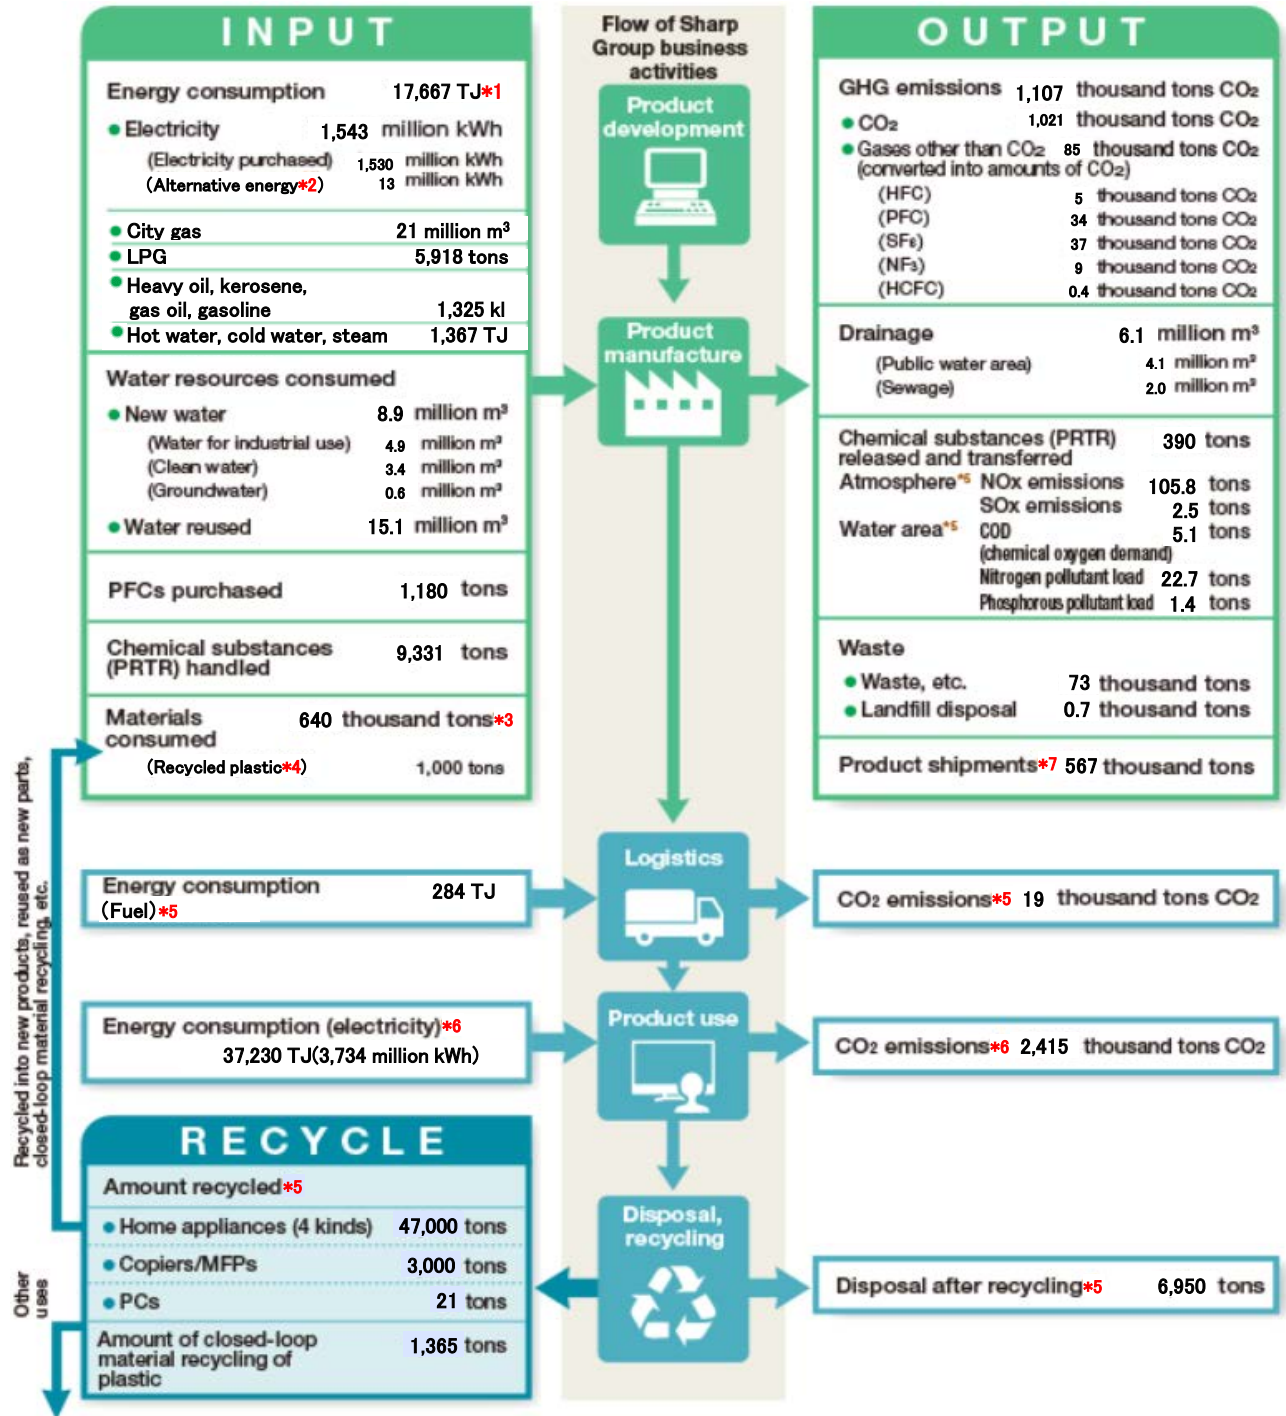 INPUT
Energy consumption 17,667 TJ*1
Electricity 1,543 million kWh
(Electricity purchased) 1,530 million kWh
(Alternative energy*2) 13 million kWh
City gas 21 million m³
LPG 5,918 tons
Heavy oil, kerosene,
gas oil, gasoline 1,325 kl
Hot water, cold water, steam 1,367 TJ
Water resources consumed
New water 8.9 million m³
(Water for industrial use) 4.9 million m³
(Clean water) 3.4 million m³
(Groundwater) 0.6 million m³
Water reused 15.1 million m³
PFCs purchased 1,180 tons
Chemical substances
(PRTR) handled 9,331 tons
Materials
consumed 640 thousand tons*3
(Recycled plastic*4) 1,000 tons
Flow of Sharp
Group business
activities
Product
development
Product
manufacture
OUTPUT
GHG emissions 1,107 thousand tons CO₂
CO₂ 1,021 thousand tons CO₂
Gases other than CO₂ 85 thousand tons CO₂
(converted into amounts of CO₂)
(HFC) 5 thousand tons CO₂
(PFC) 34 thousand tons CO₂
(SF₆) 37 thousand tons CO₂
(NF₃) 9 thousand tons CO₂
(HCFC) 0.4 thousand tons CO₂
Drainage 6.1 million m³
(Public water area) 4.1 million m³
(Sewage) 2.0 million m³
Chemical substances (PRTR) 390 tons
released and transferred
Atmosphere*5 NOx emissions 105.8 tons
SOx emissions 2.5 tons
Water area*5 COD 5.1 tons
(chemical oxygen demand)
Nitrogen pollutant load 22.7 tons
Phosphorous pollutant load 1.4 tons
Waste
Waste, etc. 73 thousand tons
Landfill disposal 0.7 thousand tons
Product shipments*7 567 thousand tons
Energy consumption 284 TJ
(Fuel)*5
Logistics
CO₂ emissions*5 19 thousand tons CO₂
Energy consumption (electricity)*6
37,230 TJ(3,734 million kWh)
Product use
CO₂ emissions*6 2,415 thousand tons CO₂
RECYCLE
Amount recycled*5
Home appliances (4 kinds) 47,000 tons
Copiers/MFPs 3,000 tons
PCs 21 tons
Amount of closed-loop
material recycling of
plastic 1,365 tons
Disposal,
recycling
Disposal after recycling*5 6,950 tons
Recycled into new products, reused as new parts,
closed-loop material recycling, etc.
Other
uses